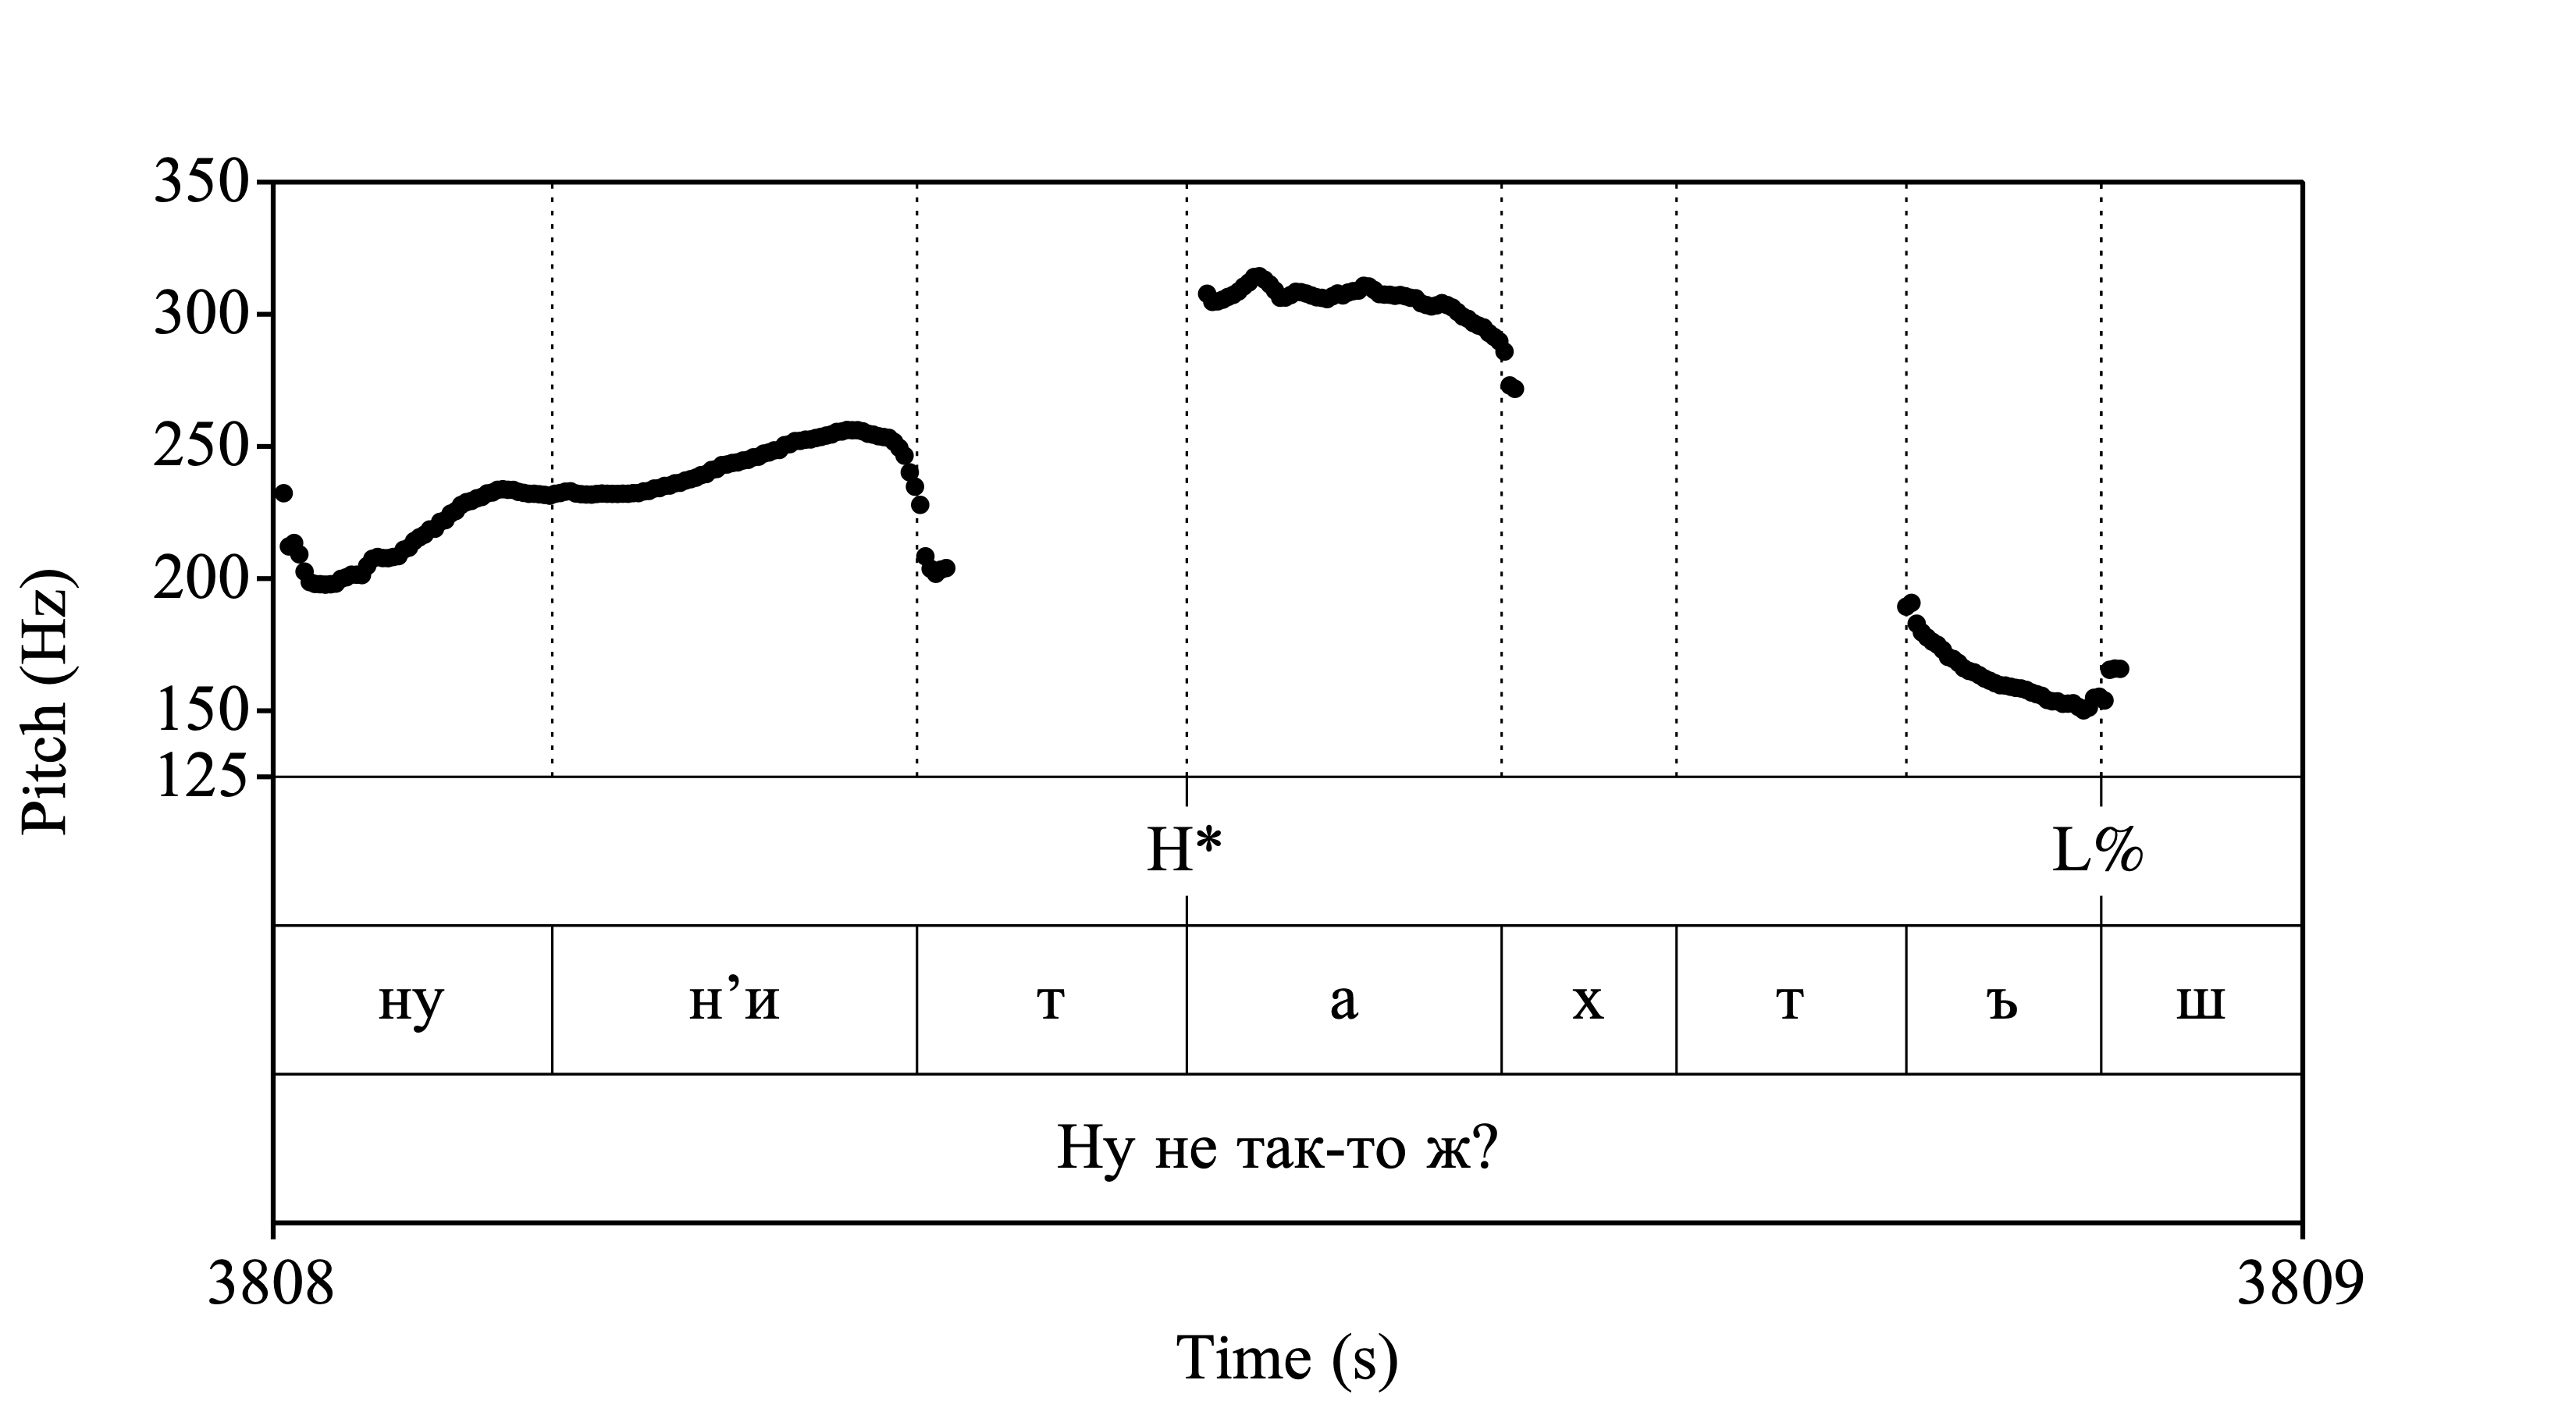 350
300
250
200
150
125
Pitch (Hz)
H* L%
ну н’и т а х т ъ ш
Ну не так-то ж?
3808 3809
Time (s)